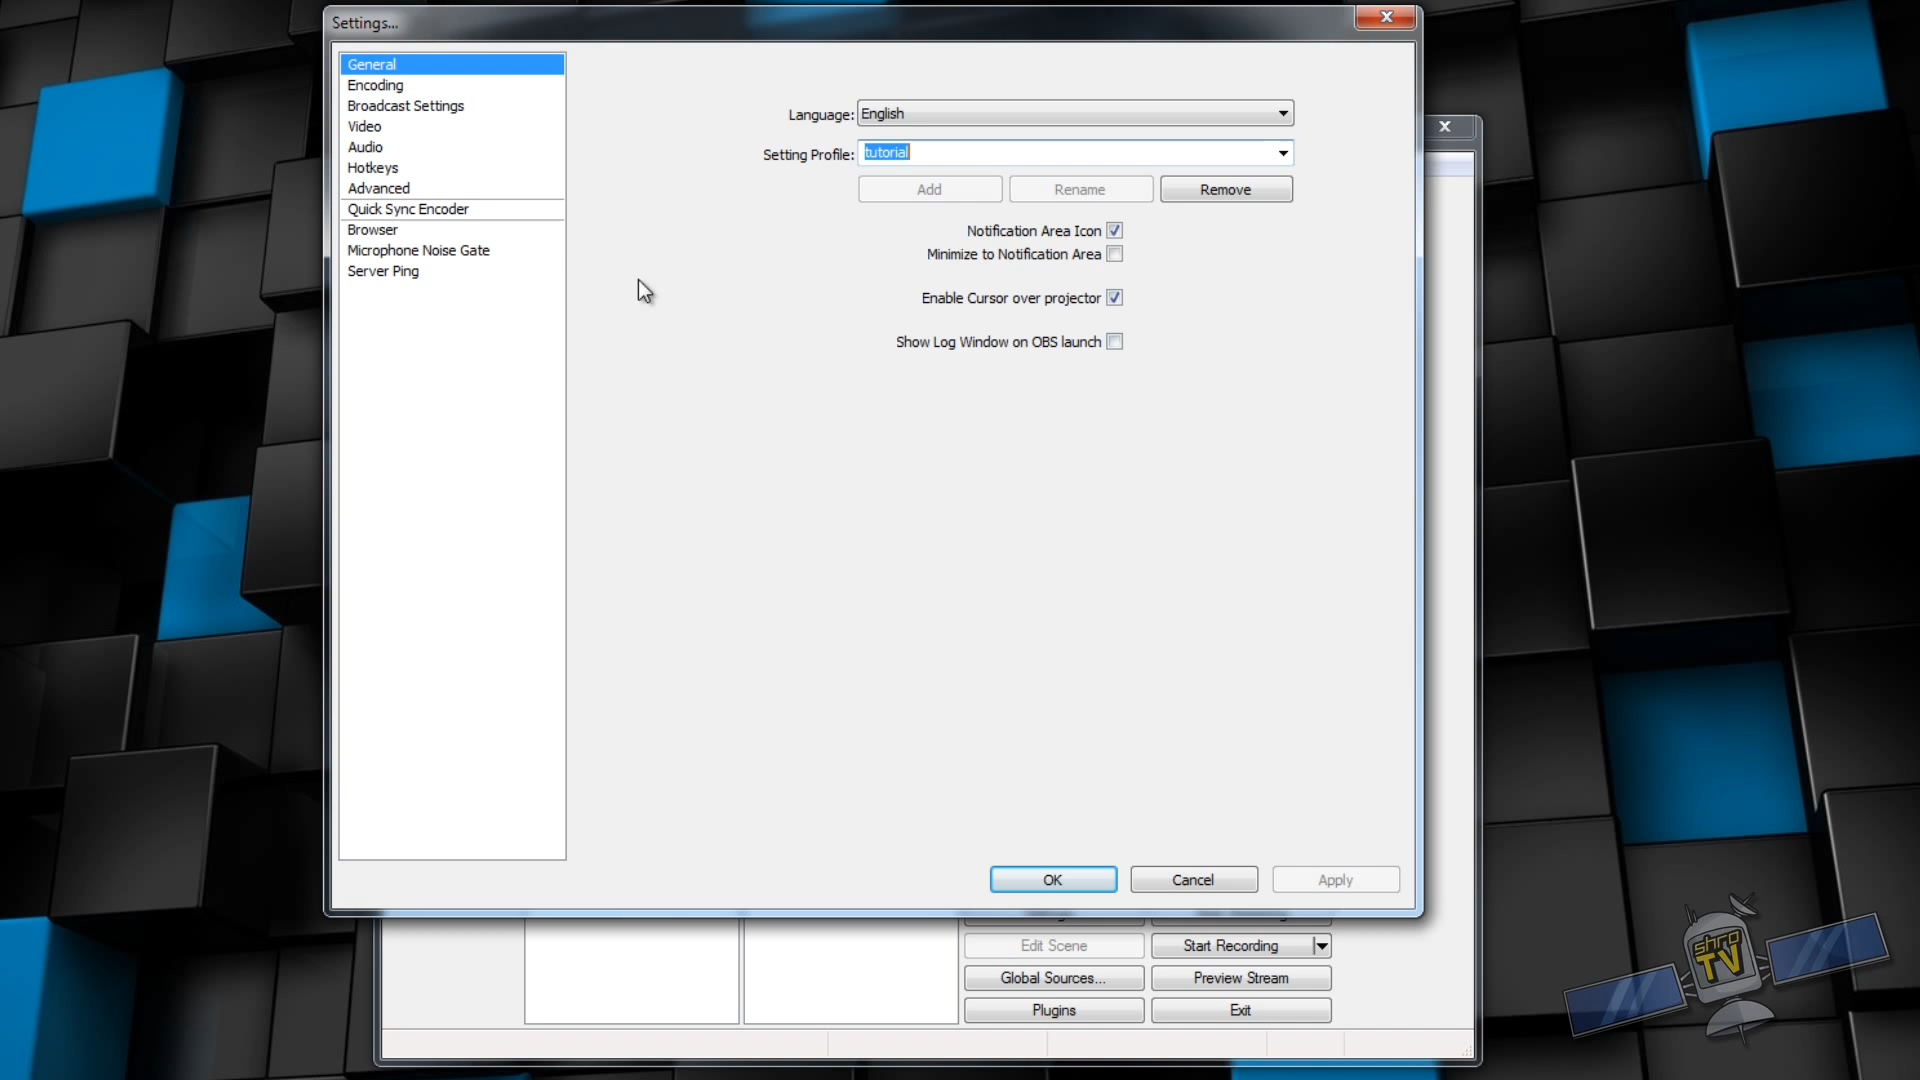 Settings...
General
Encoding
Broadcast Settings
Video
Audio
Hotkeys
Advanced
Quick Sync Encoder
Browser
Microphone Noise Gate
Server Ping
Language: English
Setting Profile: tutorial
Add Rename Remove
Notification Area Icon
Minimize to Notification Area
Enable Cursor over projector
Show Log Window on OBS launch
OK Cancel Apply
Edit Scene Start Recording
Global Sources... Preview Stream
Plugins Exit
shro
TV